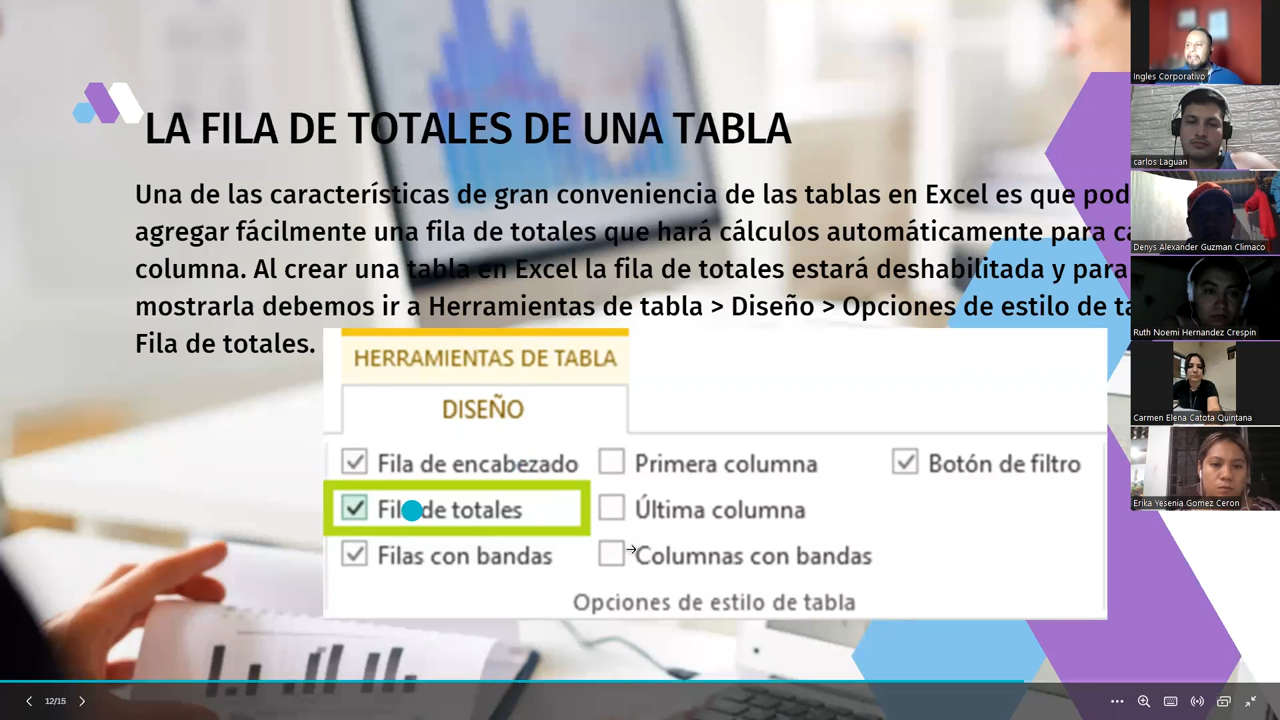 LA FILA DE TOTALES DE UNA TABLA
Una de las características de gran conveniencia de las tablas en Excel es que pod
agregar fácilmente una fila de totales que hará cálculos automáticamente para c
columna. Al crear una tabla en Excel la fila de totales estará deshabilitada y para
mostrarla debemos ir a Herramientas de tabla > Diseño > Opciones de estilo de t
Fila de totales.
HERRAMIENTAS DE TABLA
DISEÑO
Fila de encabezado
Primera columna
Botón de filtro
Fila de totales
Última columna
Filas con bandas
Columnas con bandas
Opciones de estilo de tabla
Ingles Corporativo
carlos Laguan
Denys Alexander Guzman Climaco
Ruth Noemi Hernandez Crespin
Carmen Elena Catota Quintana
Erika Yesenia Gomez Ceron
12/15